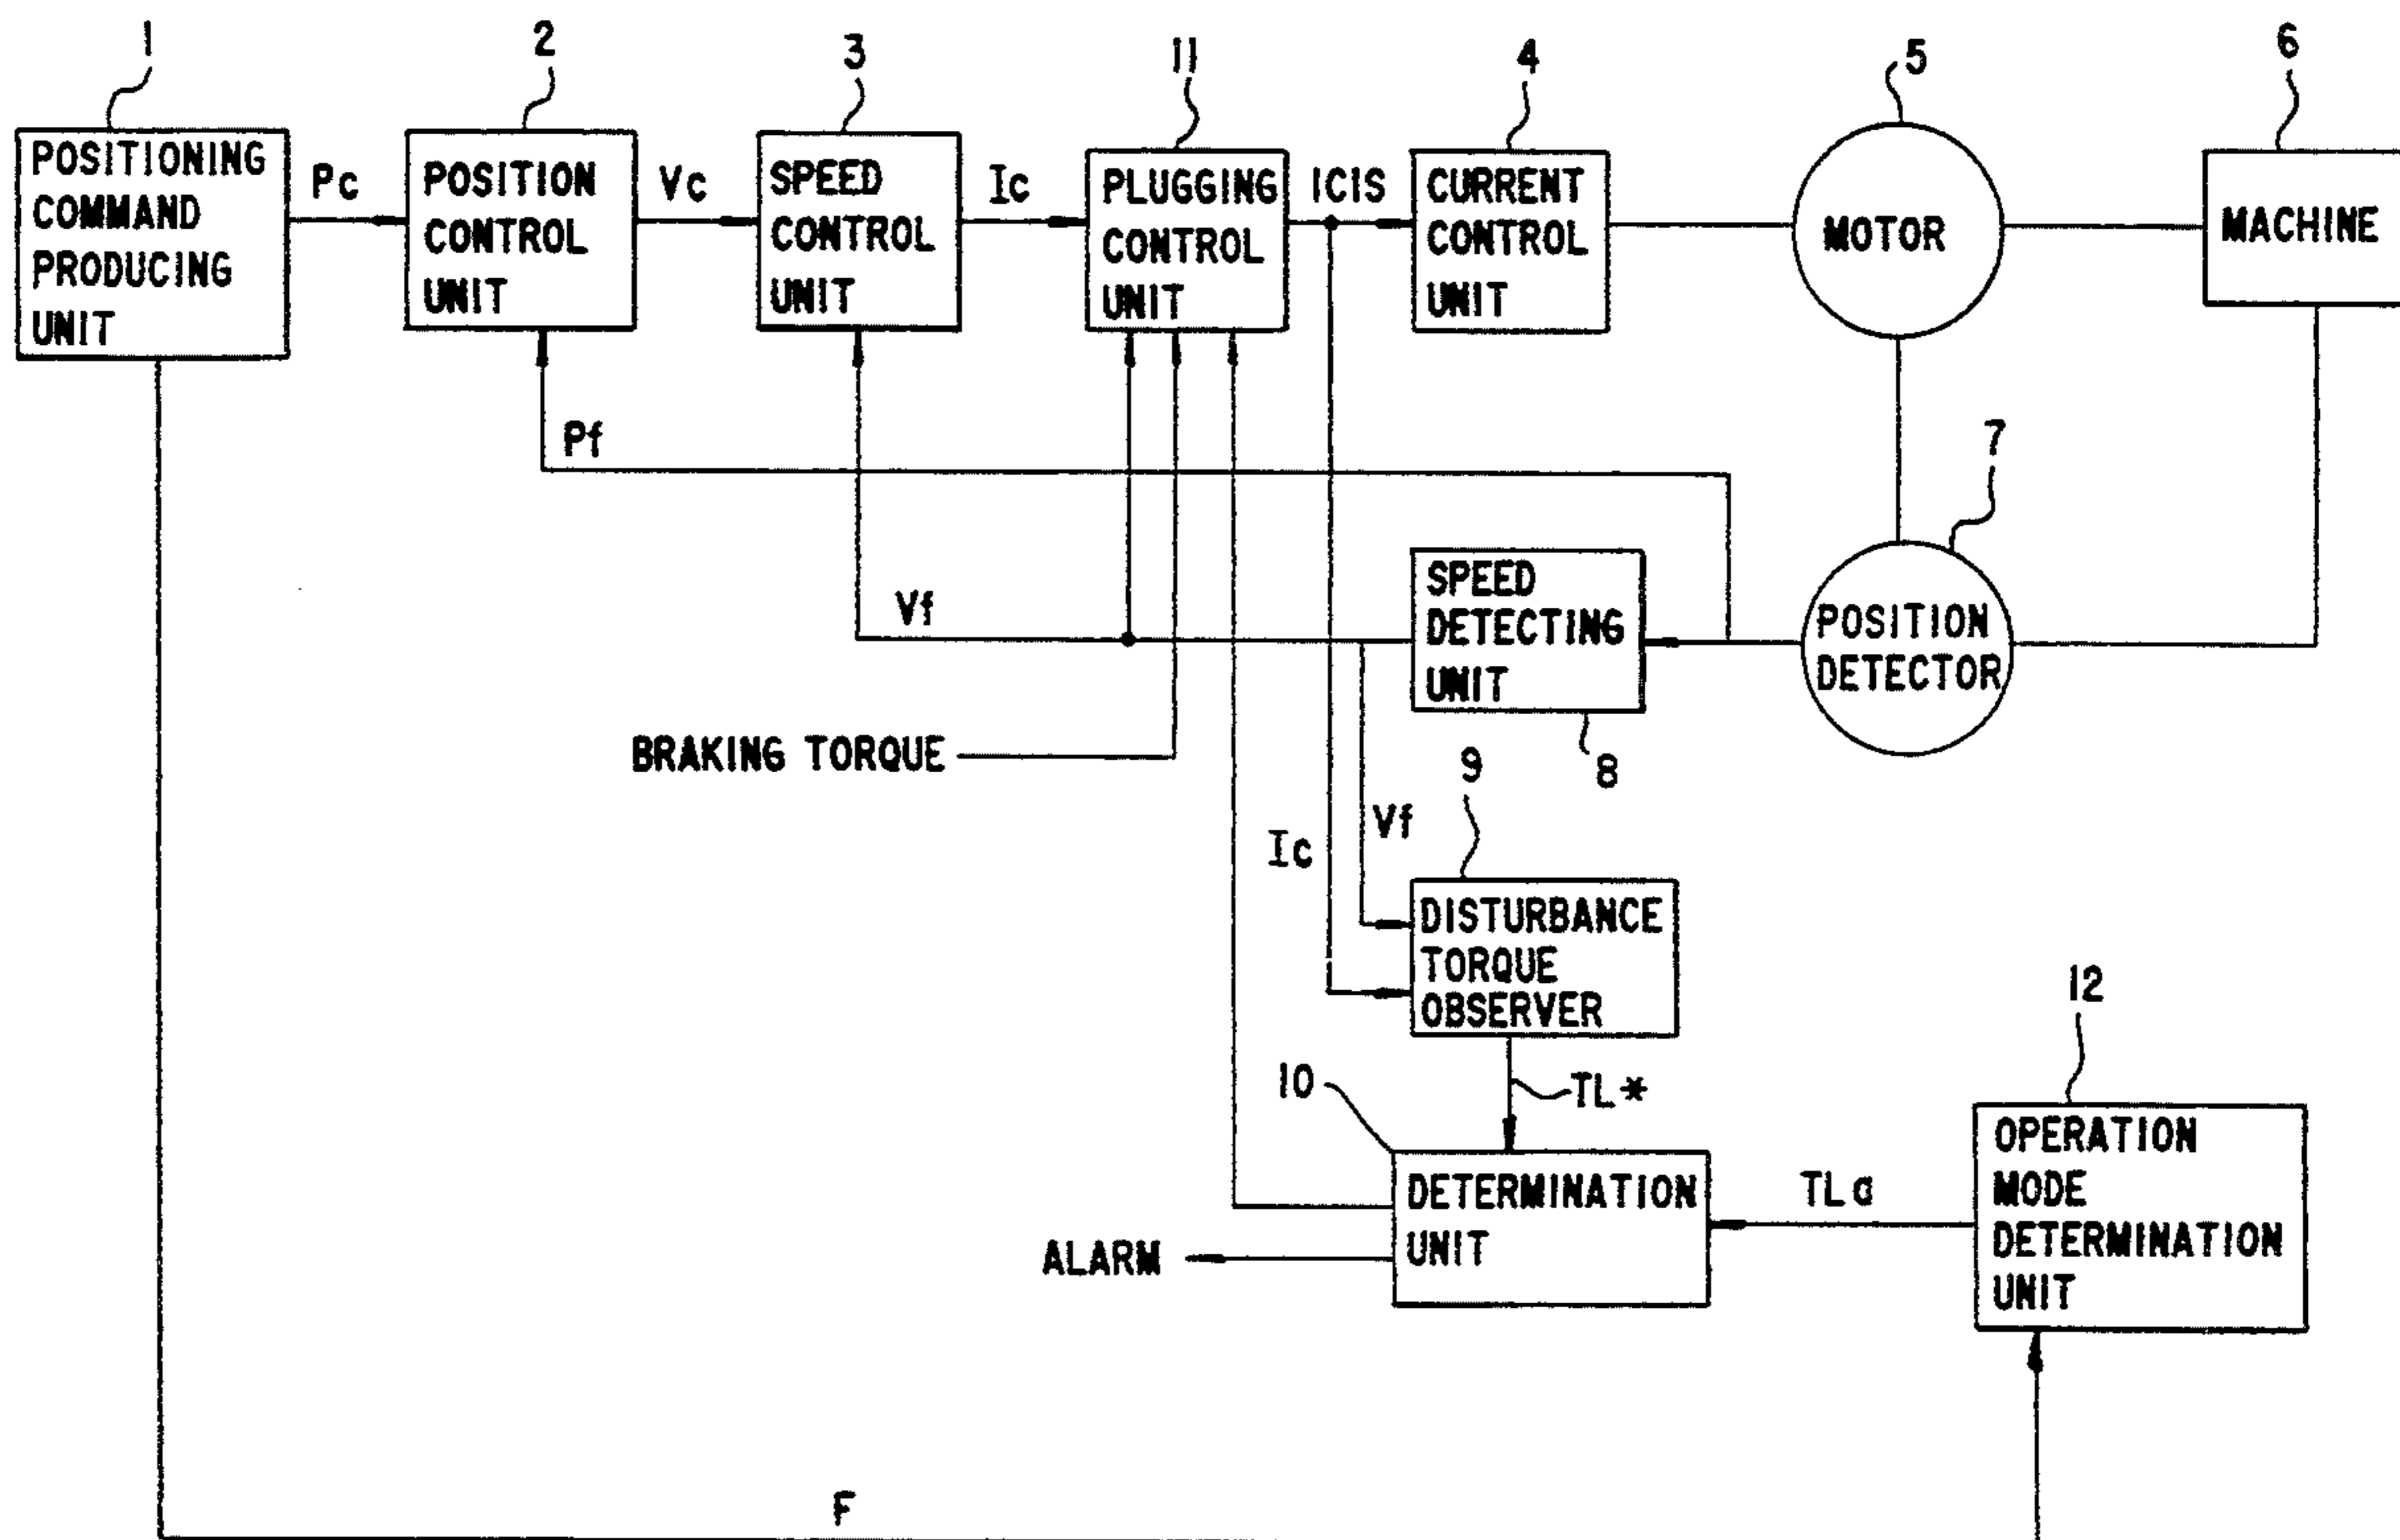 1
2
3
11
4
5
6
POSITIONING
COMMAND
PRODUCING
UNIT
Pc
POSITION
CONTROL
UNIT
Vc
SPEED
CONTROL
UNIT
Ic
PLUGGING
CONTROL
UNIT
ICIS
CURRENT
CONTROL
UNIT
MOTOR
MACHINE
Pf
7
Vf
SPEED
DETECTING
UNIT
POSITION
DETECTOR
BRAKING TORQUE
8
9
Ic
Vf
DISTURBANCE
TORQUE
OBSERVER
12
10
TL*
DETERMINATION
UNIT
TLa
OPERATION
MODE
DETERMINATION
UNIT
ALARM
F